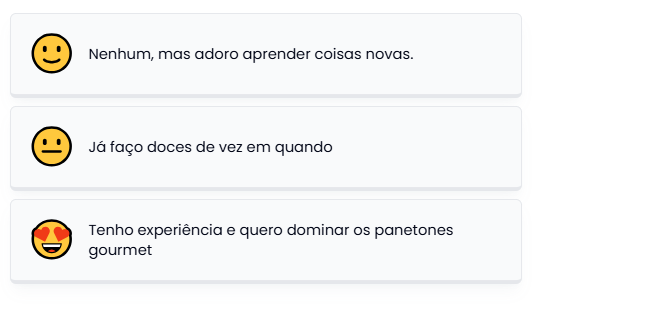 Nenhum, mas adoro aprender coisas novas.
Já faço doces de vez em quando
Tenho experiência e quero dominar os panetones
gourmet